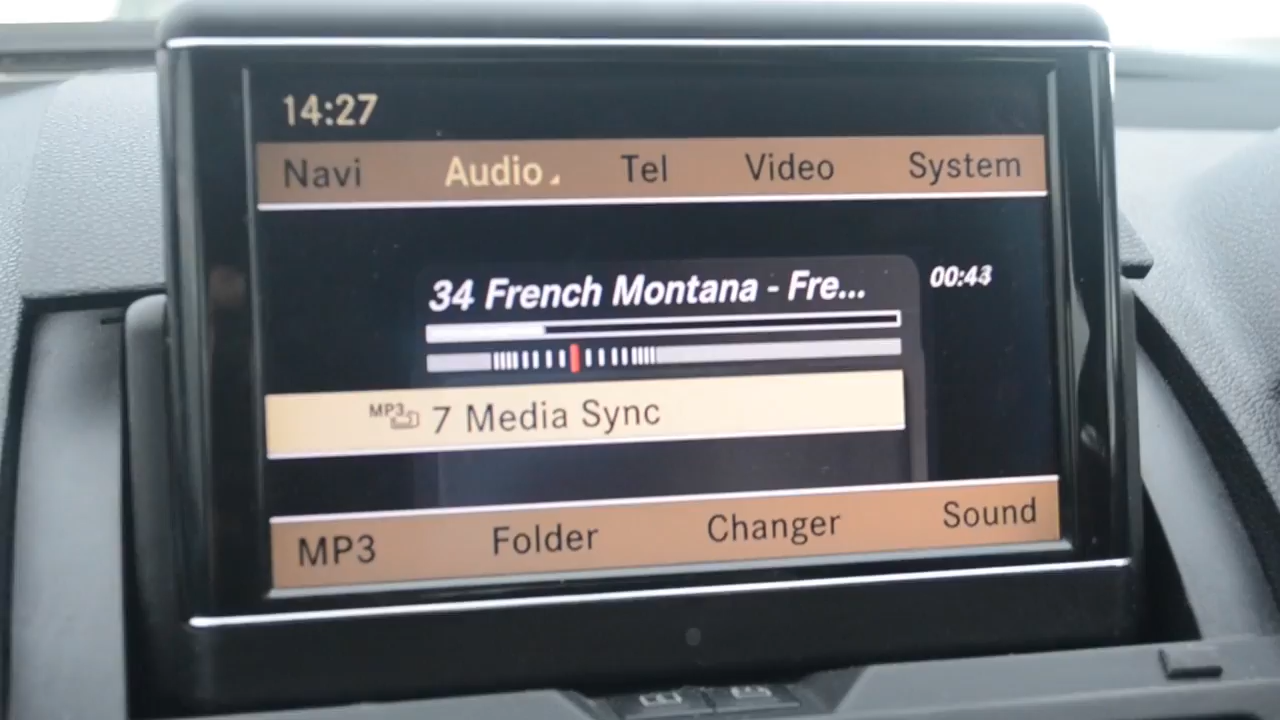 14:27
Navi Audio Tel Video System
34 French Montana - Fre... 00:43
MP3 7 Media Sync
MP3 Folder Changer Sound